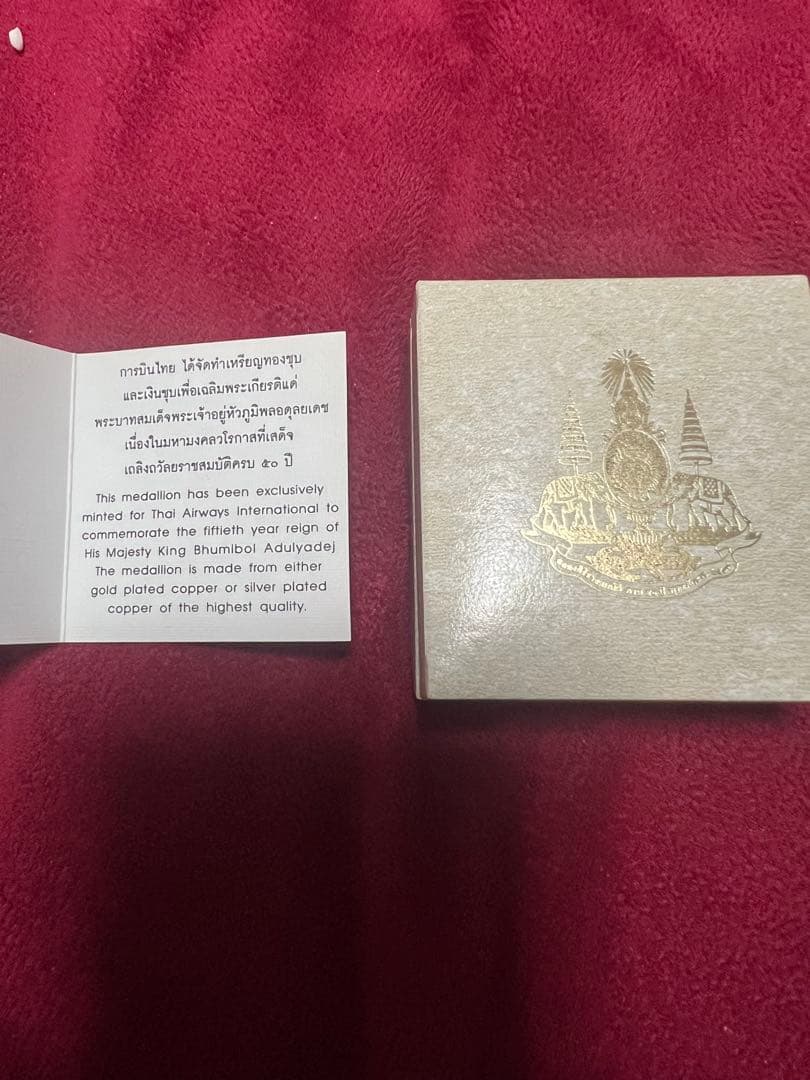 การบินไทย ได้จัดทำเหรียญทองชุบ
และเงินชุบเพื่อเฉลิมพระเกียรติแด่
พระบาทสมเด็จพระเจ้าอยู่หัวภูมิพลอดุลยเดช
เนื่องในมหามงคลวโรกาสที่เสด็จ
เถลิงถวัลยราชสมบัติครบ ๕๐ ปี
This medallion has been exclusively
minted for Thai Airways International to
commemorate the fiftieth year reign of
His Majesty King Bhumibol Adulyadej
The medallion is made from either
gold plated copper or silver plated
copper of the highest quality.